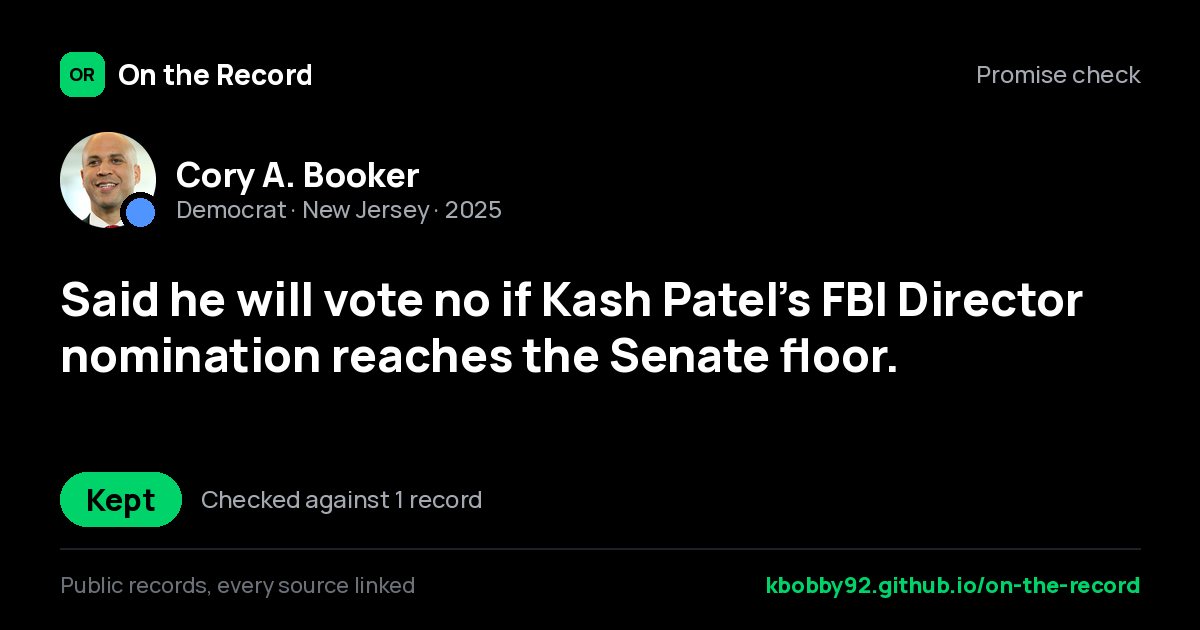 OR On the Record
Promise check
Cory A. Booker
Democrat · New Jersey · 2025
Said he will vote no if Kash Patel’s FBI Director
nomination reaches the Senate floor.
Kept
Checked against 1 record
Public records, every source linked
kbobby92.github.io/on-the-record